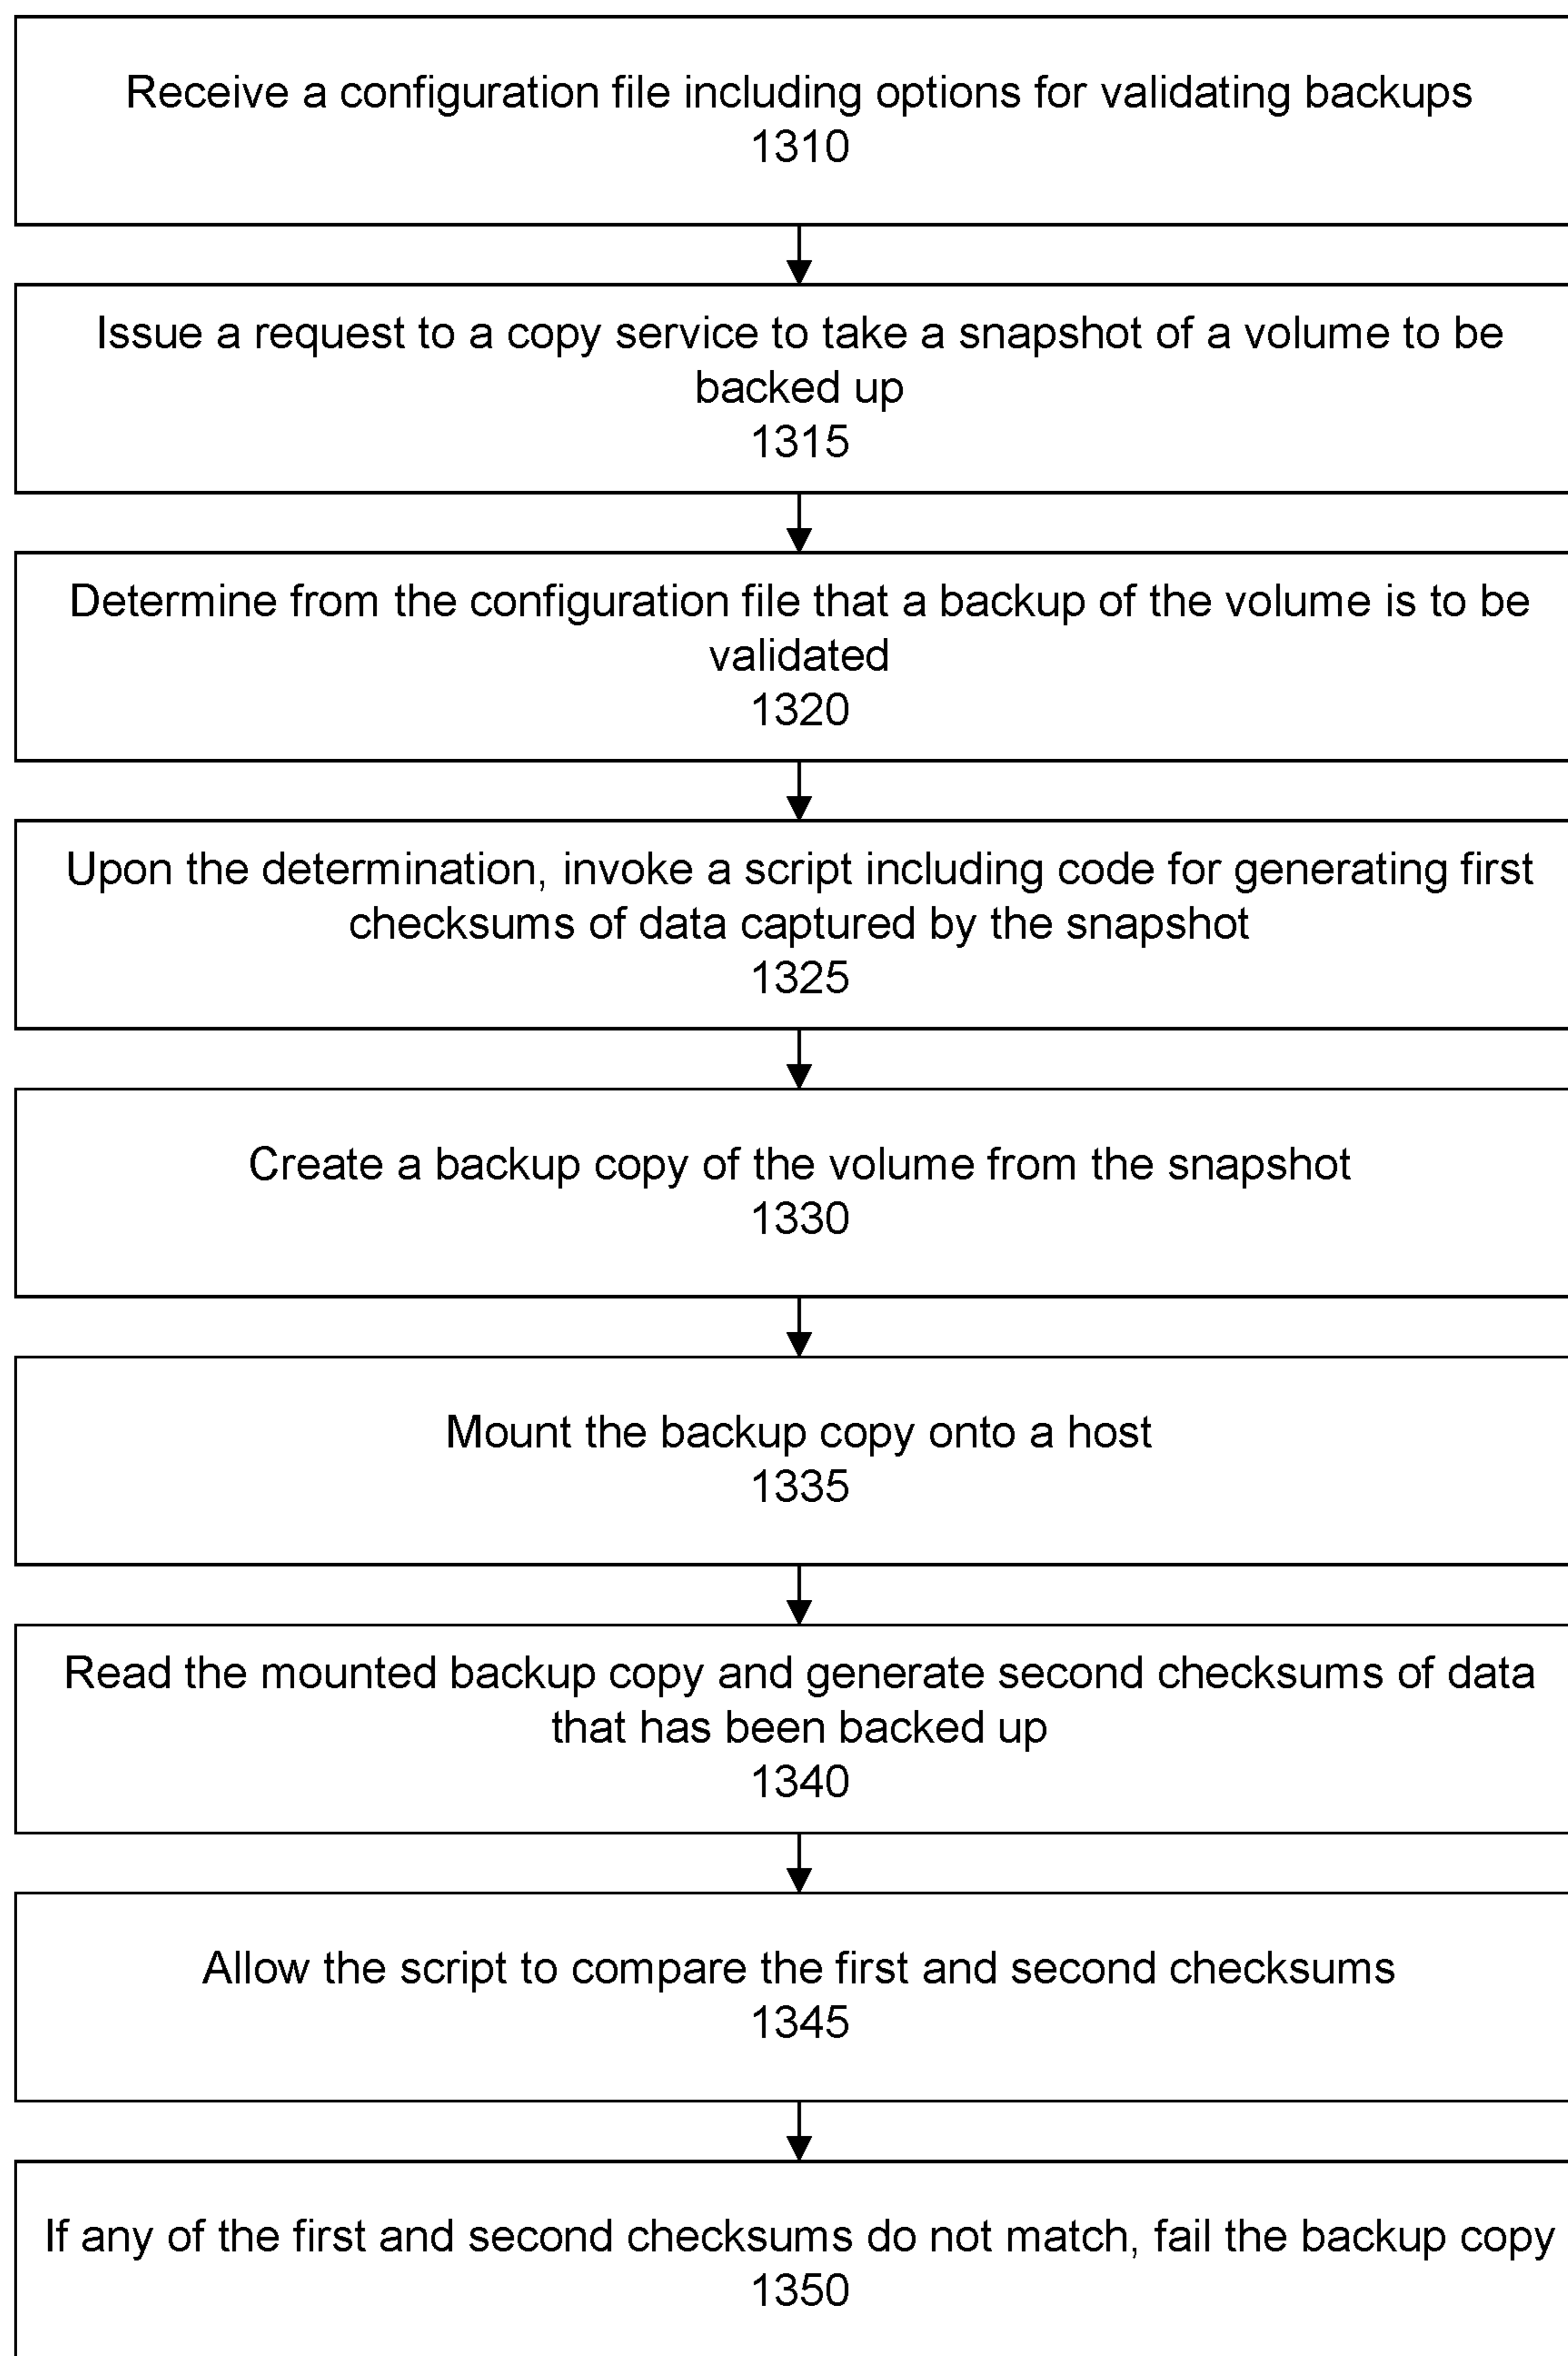 Receive a configuration file including options for validating backups
1310
Issue a request to a copy service to take a snapshot of a volume to be
backed up
1315
Determine from the configuration file that a backup of the volume is to be
validated
1320
Upon the determination, invoke a script including code for generating first
checksums of data captured by the snapshot
1325
Create a backup copy of the volume from the snapshot
1330
Mount the backup copy onto a host
1335
Read the mounted backup copy and generate second checksums of data
that has been backed up
1340
Allow the script to compare the first and second checksums
1345
If any of the first and second checksums do not match, fail the backup copy
1350